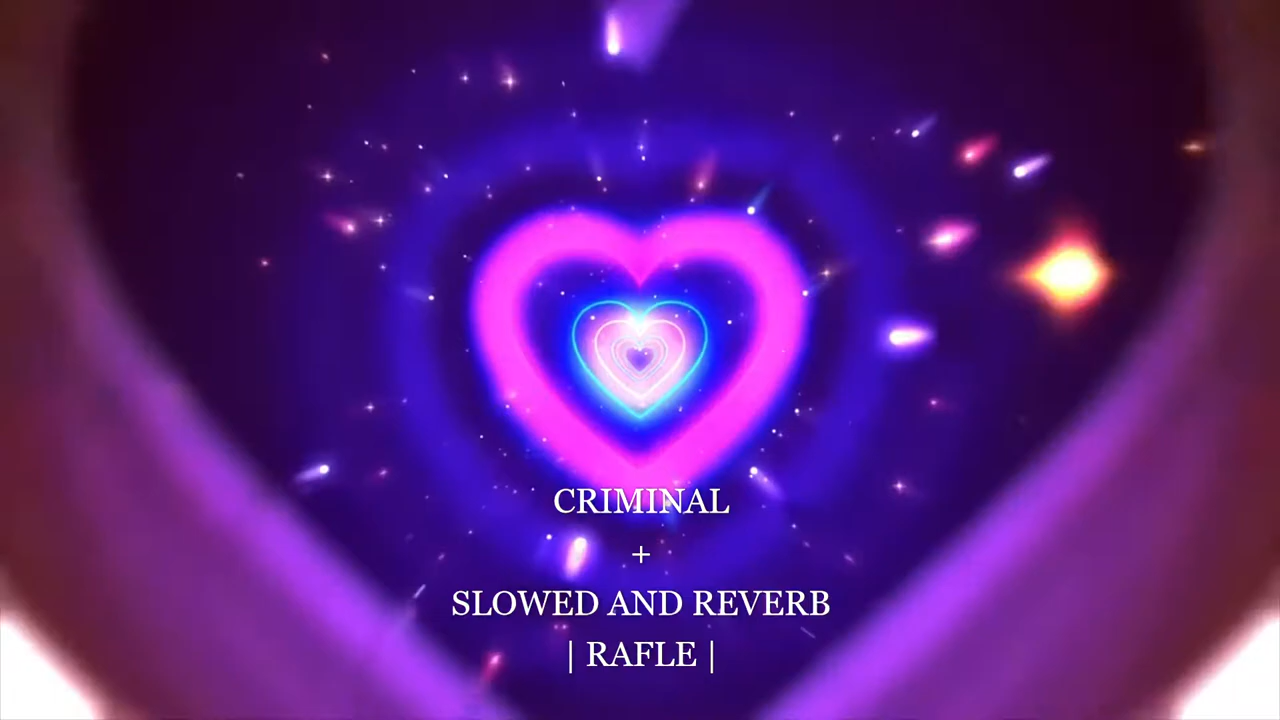 CRIMINAL
+
SLOWED AND REVERB
| RAFLE |